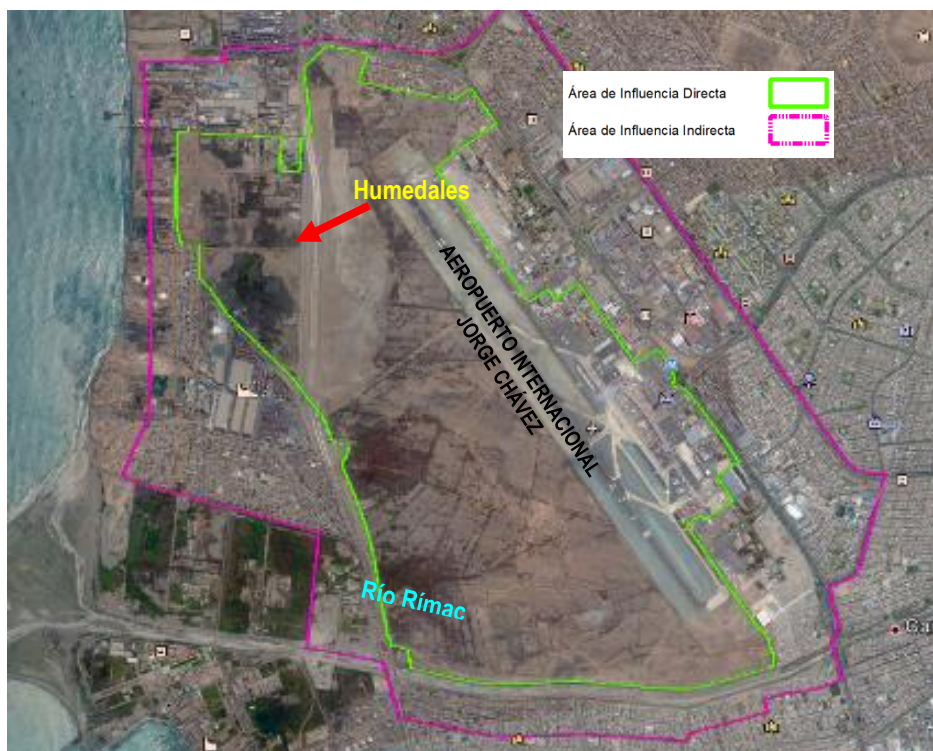 Área de Influencia Directa
Área de Influencia Indirecta
Humedales
AEROPUERTO INTERNACIONAL
JORGE CHÁVEZ
Río Rímac